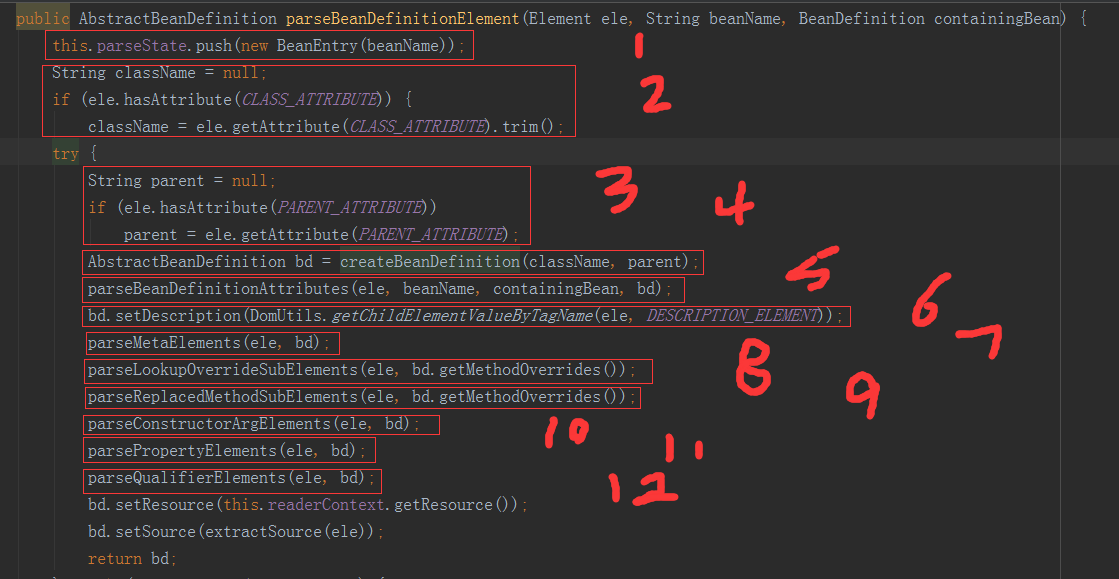 public AbstractBeanDefinition parseBeanDefinitionElement(Element ele, String beanName, BeanDefinition containingBean) {
this.parseState.push(new BeanEntry(beanName)); 1
String className = null;
if (ele.hasAttribute(CLASS_ATTRIBUTE)) { 2
className = ele.getAttribute(CLASS_ATTRIBUTE).trim();
try {
String parent = null; 3
if (ele.hasAttribute(PARENT_ATTRIBUTE)) 4
parent = ele.getAttribute(PARENT_ATTRIBUTE);
AbstractBeanDefinition bd = createBeanDefinition(className, parent); 5
parseBeanDefinitionAttributes(ele, beanName, containingBean, bd); 6
bd.setDescription(DomUtils.getChildElementValueByTagName(ele, DESCRIPTION_ELEMENT));
parseMetaElements(ele, bd); 7
parseLookupOverrideSubElements(ele, bd.getMethodOverrides()); 8
parseReplacedMethodSubElements(ele, bd.getMethodOverrides()); 9
parseConstructorArgElements(ele, bd); 10
parsePropertyElements(ele, bd); 11
parseQualifierElements(ele, bd); 12
bd.setResource(this.readerContext.getResource());
bd.setSource(extractSource(ele));
return bd;